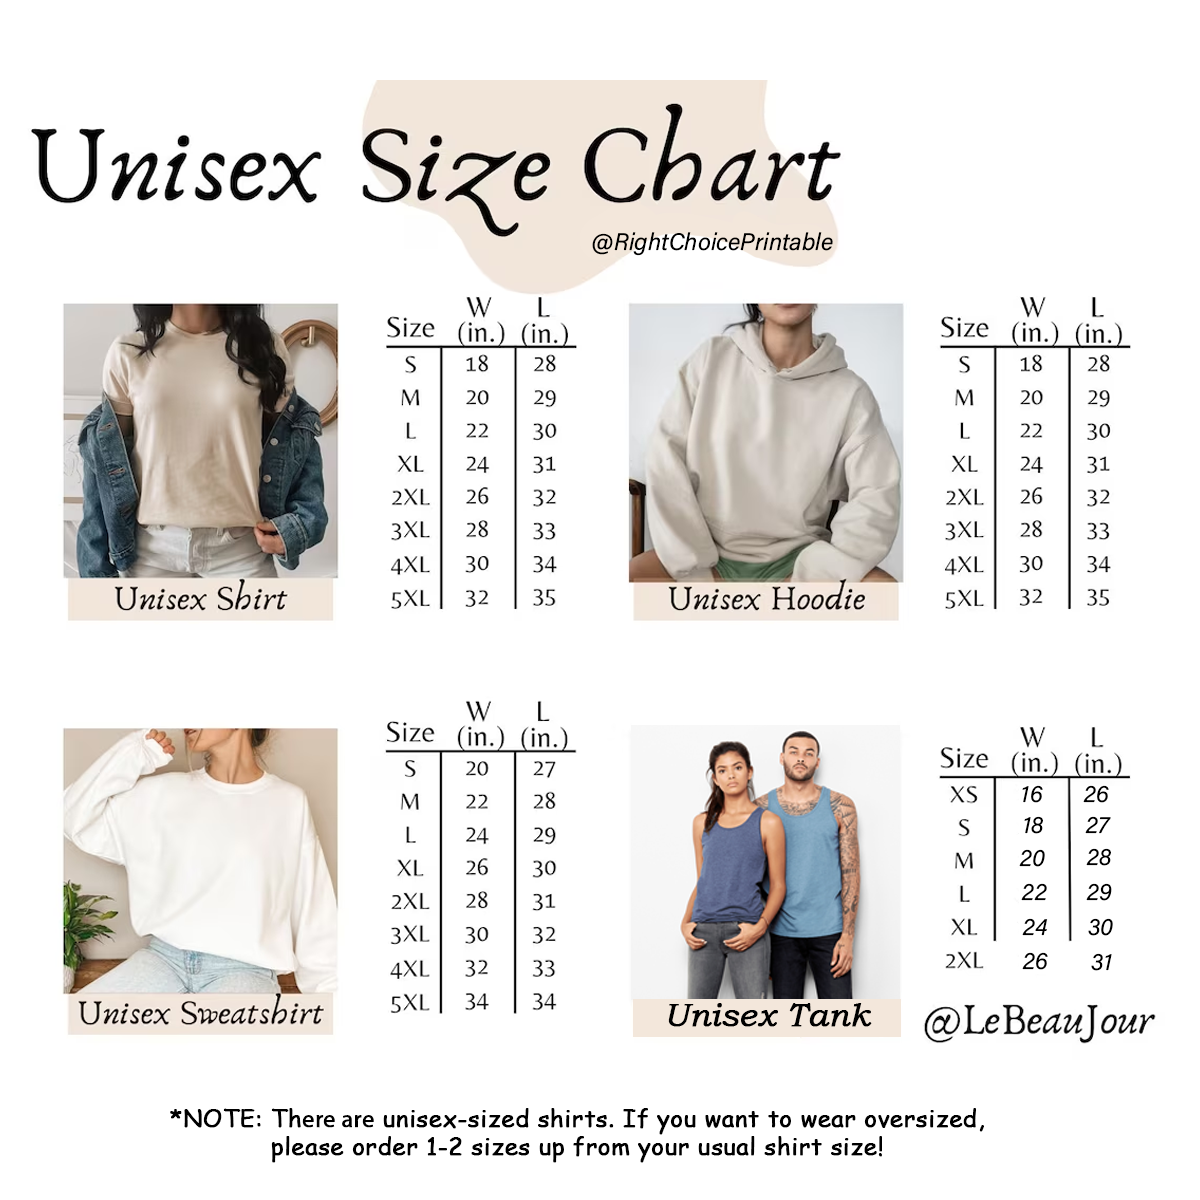 Unisex Size Chart
@RightChoicePrintable
Size W (in.) L (in.)
S 18 28
M 20 29
L 22 30
XL 24 31
2XL 26 32
3XL 28 33
4XL 30 34
5XL 32 35
Unisex Shirt
Size W (in.) L (in.)
S 18 28
M 20 29
L 22 30
XL 24 31
2XL 26 32
3XL 28 33
4XL 30 34
5XL 32 35
Unisex Hoodie
Size W (in.) L (in.)
S 20 27
M 22 28
L 24 29
XL 26 30
2XL 28 31
3XL 30 32
4XL 32 33
5XL 34 34
Unisex Sweatshirt
Size W (in.) L (in.)
XS 16 26
S 18 27
M 20 28
L 22 29
XL 24 30
2XL 26 31
Unisex Tank
@LeBeauJour
*NOTE: There are unisex-sized shirts. If you want to wear oversized,
please order 1-2 sizes up from your usual shirt size!